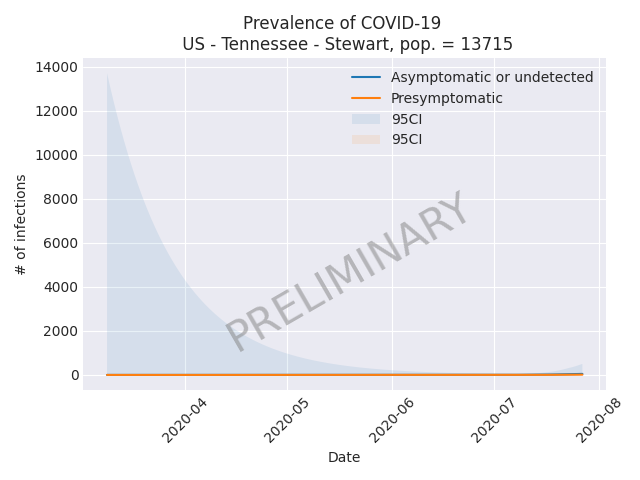 Prevalence of COVID-19
US - Tennessee - Stewart, pop. = 13715
14000
12000
10000
8000
6000
4000
2000
0
# of infections
Asymptomatic or undetected
Presymptomatic
95CI
95CI
PRELIMINARY
2020-04
2020-05
2020-06
2020-07
2020-08
Date